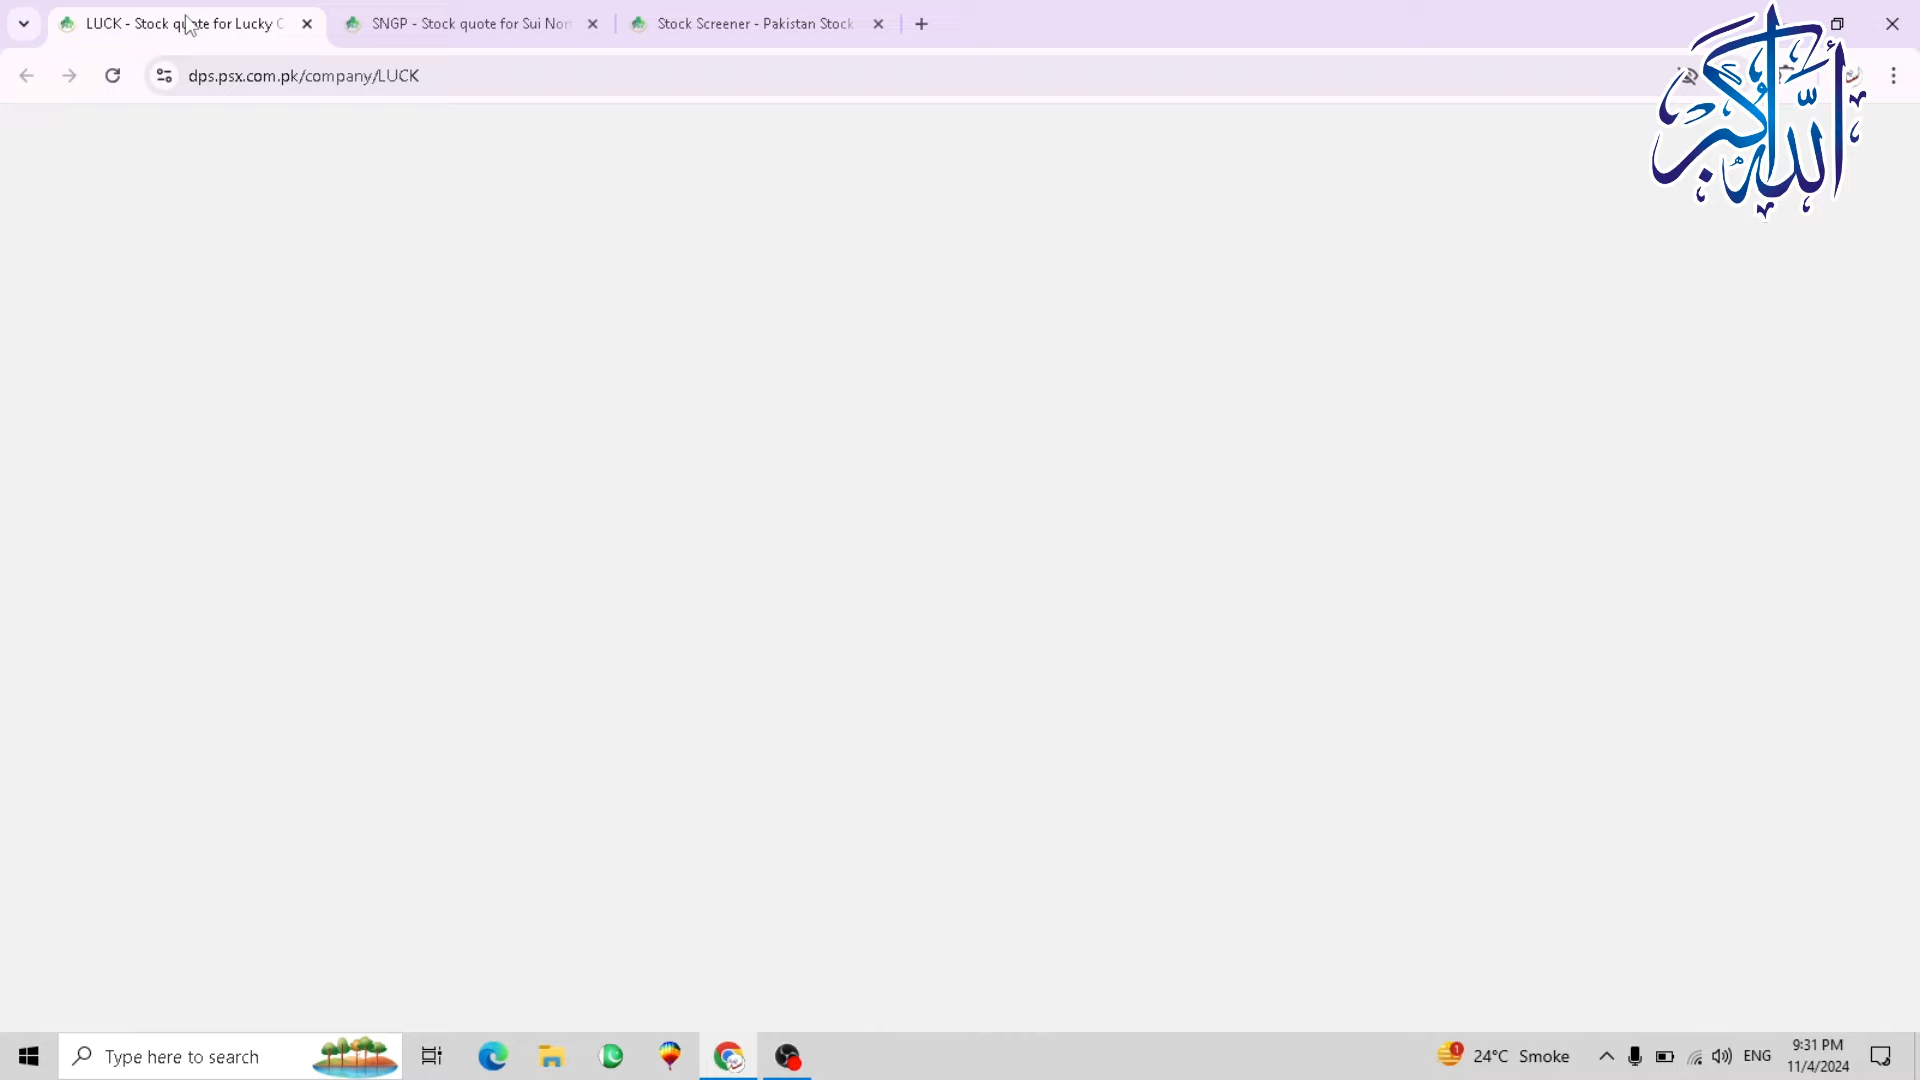 LUCK - Stock quote for Lucky C
SNGP - Stock quote for Sui Nor
Stock Screener - Pakistan Stock
dps.psx.com.pk/company/LUCK
الله أكبر
Type here to search
24°C Smoke
ENG
9:31 PM
11/4/2024